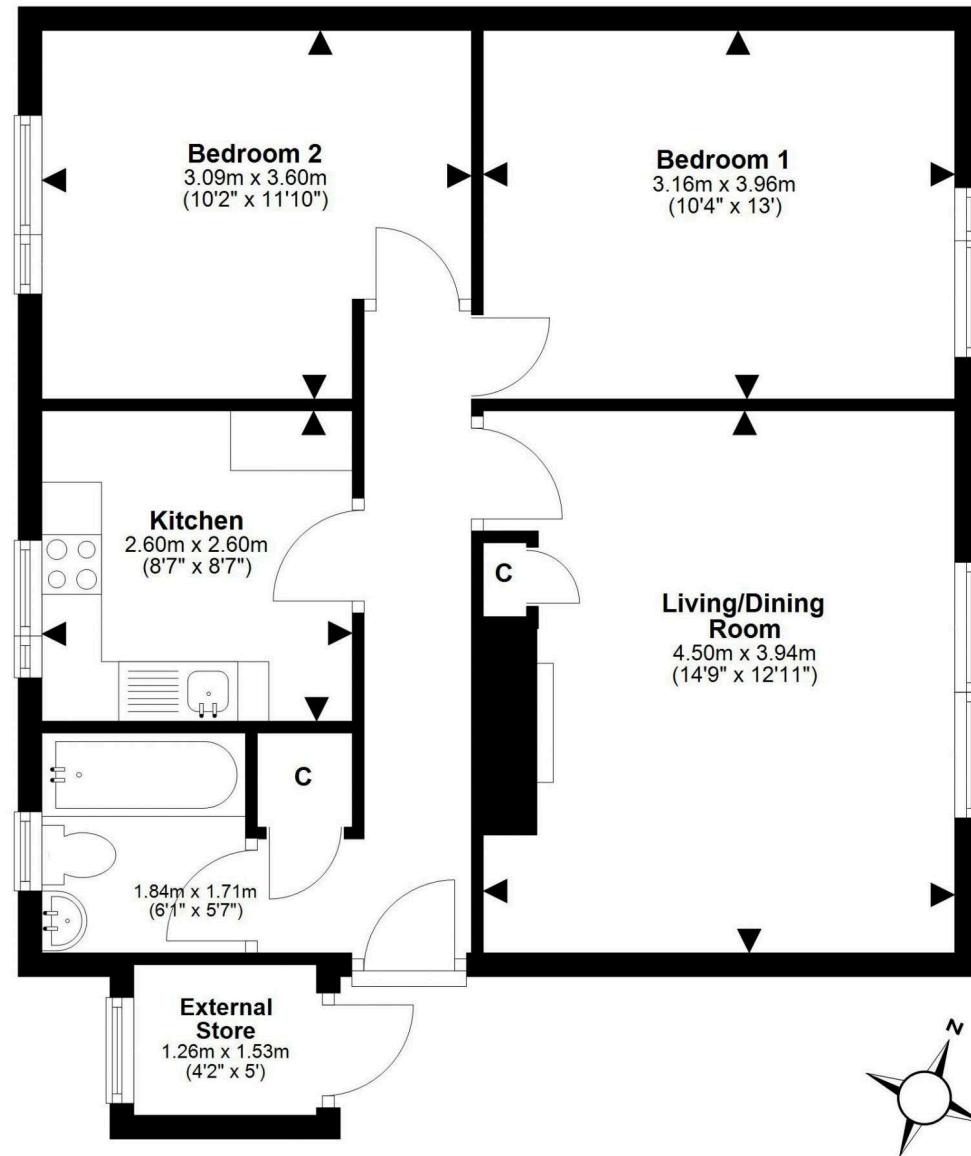 Bedroom 2
3.09m x 3.60m
(10'2" x 11'10")
Bedroom 1
3.16m x 3.96m
(10'4" x 13')
Kitchen
2.60m x 2.60m
(8'7" x 8'7")
C
Living/Dining
Room
4.50m x 3.94m
(14'9" x 12'11")
C
1.84m x 1.71m
(6'1" x 5'7")
External
Store
1.26m x 1.53m
(4'2" x 5')
N